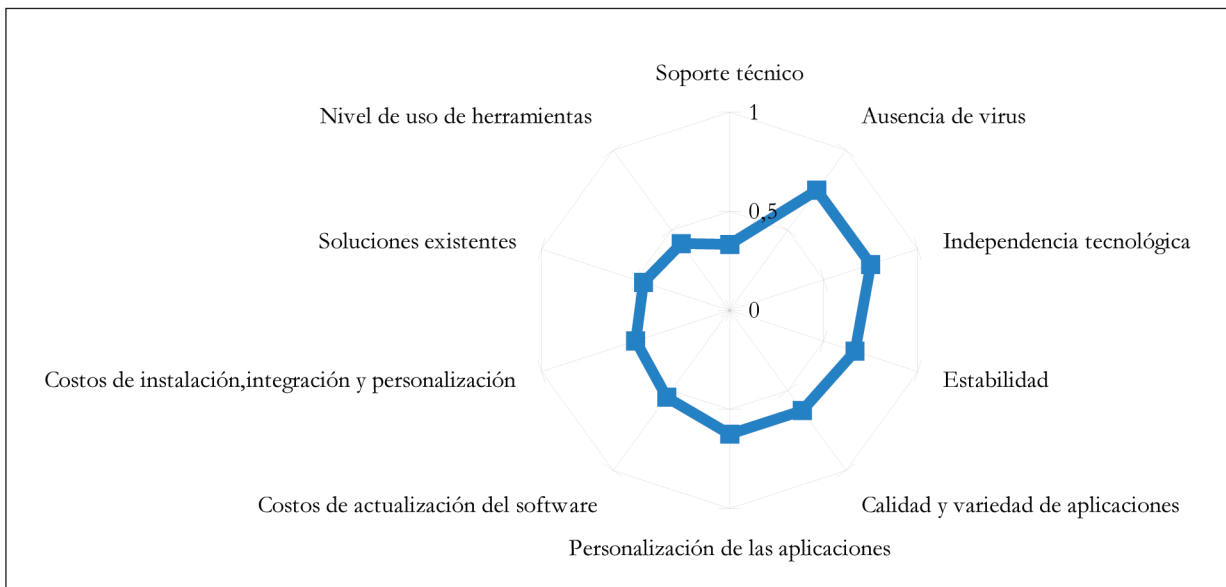 Soporte técnico
Nivel de uso de herramientas
1
Ausencia de virus
0,5
Soluciones existentes
Independencia tecnológica
0
Costos de instalación,integración y personalización
Estabilidad
Costos de actualización del software
Calidad y variedad de aplicaciones
Personalización de las aplicaciones